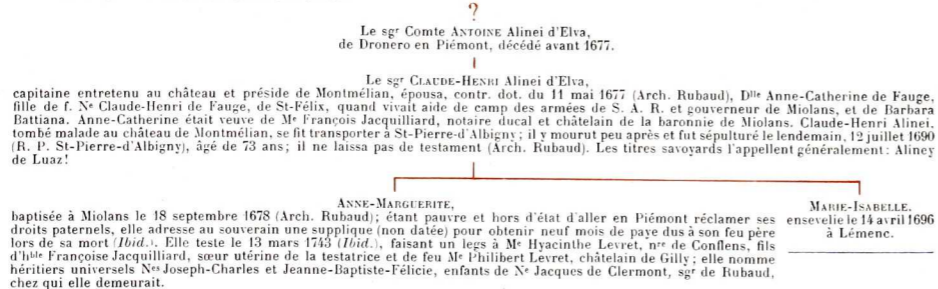 ?
Le sgr Comte ANTOINE Alinei d'Elva,
de Dronero en Piémont, décédé avant 1677.
Le sgr CLAUDE-HENRI Alinei d'Elva,
capitaine entretenu au château et préside de Montmélian, épousa, contr. dot. du 11 mai 1677 (Arch. Rubaud), Dlle Anne-Catherine de Fauge,
fille de f. Ne Claude-Henri de Fauge, de St-Félix, quand vivait aide de camp des armées de S. A. R. et gouverneur de Miolans, et de Barbara
Battiana. Anne-Catherine était veuve de Me François Jacquilliard, notaire ducal et châtelain de la baronnie de Miolans. Claude-Henri Alinei.
tombé malade au château de Montmélian, se fit transporter à St-Pierre-d'Albigny; il y mourut peu après et fut sépulturé le lendemain, 12 juillet 1690
(R. P. St-Pierre-d'Albigny), âgé de 73 ans; il ne laissa pas de testament (Arch. Rubaud). Les titres savoyards l'appellent généralement: Aliney
de Luaz!
ANNE-MARGUERITE,
baptisée à Miolans le 18 septembre 1678 (Arch. Rubaud); étant pauvre et hors d'état d'aller en Piémont réclamer ses
droits paternels, elle adresse au souverain une supplique (non datée) pour obtenir neuf mois de paye dus à son feu père
lors de sa mort (Ibid.). Elle teste le 13 mars 1743 (Ibid.), faisant un legs à Me Hyacinthe Levret, nre de Conflens, fils
d'hble Françoise Jacquilliard, sœur utérine de la testatrice et de feu Me Philibert Levret, châtelain de Gilly; elle nomme
héritiers universels Nes Joseph-Charles et Jeanne-Baptiste-Félicie, enfants de Ne Jacques de Clermont, sgr de Rubaud,
chez qui elle demeurait.
MARIE-ISABELLE.
ensevelie le 14 avril 1696
à Lémenc.